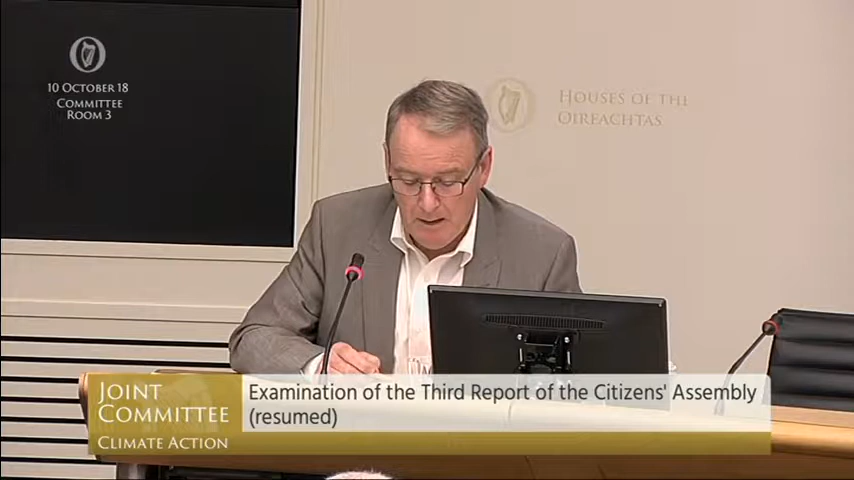 10 October 18
Committee
Room 3
Houses of the
Oireachtas
Joint
Committee
Climate Action
Examination of the Third Report of the Citizens' Assembly
(resumed)